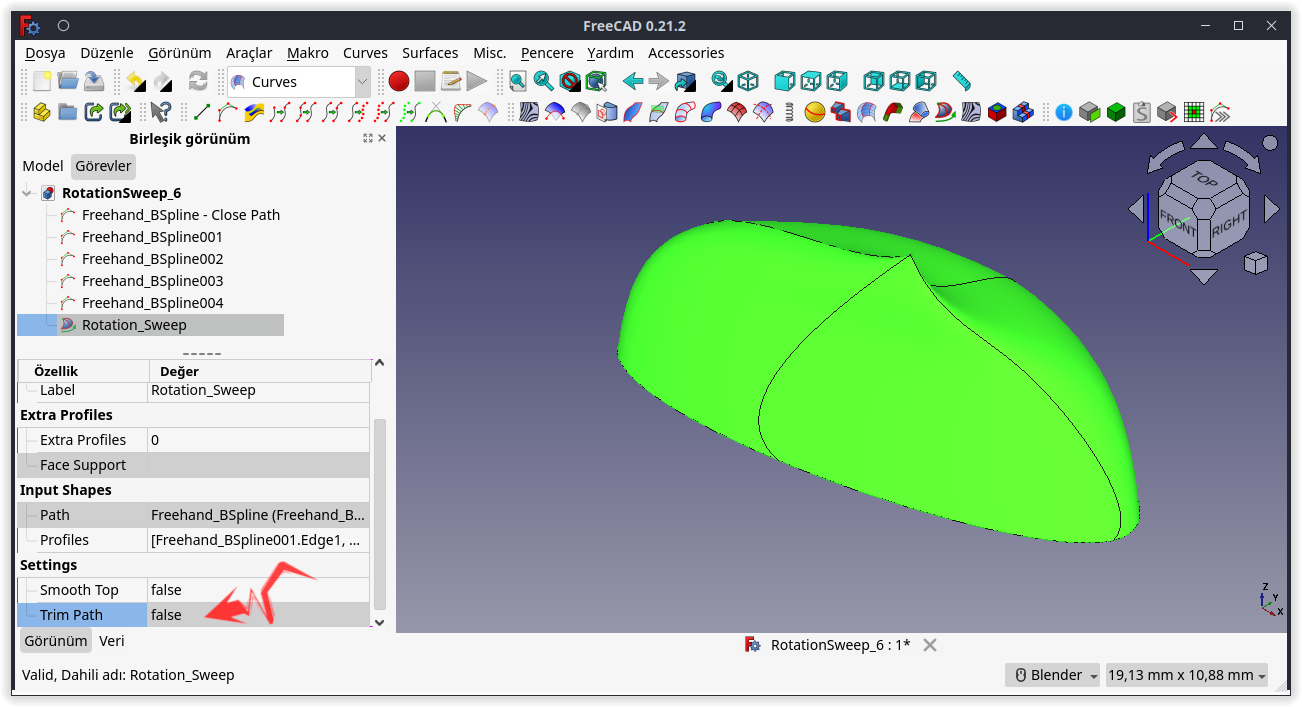 FreeCAD 0.21.2
Dosya Düzenle Görünüm Araçlar Makro Curves Surfaces Misc. Pencere Yardım Accessories
Curves
Birleşik görünüm
Model Görevler
RotationSweep_6
Freehand_BSpline - Close Path
Freehand_BSpline001
Freehand_BSpline002
Freehand_BSpline003
Freehand_BSpline004
Rotation_Sweep
Özellik Değer
Label Rotation_Sweep
Extra Profiles
Extra Profiles 0
Face Support
Input Shapes
Path Freehand_BSpline (Freehand_B...
Profiles [Freehand_BSpline001.Edge1, ...
Settings
Smooth Top false
Trim Path false
Görünüm Veri
TOP
FRONT RIGHT
Z
Y
X
RotationSweep_6 : 1*
Valid, Dahili adı: Rotation_Sweep
Blender 19,13 mm x 10,88 mm